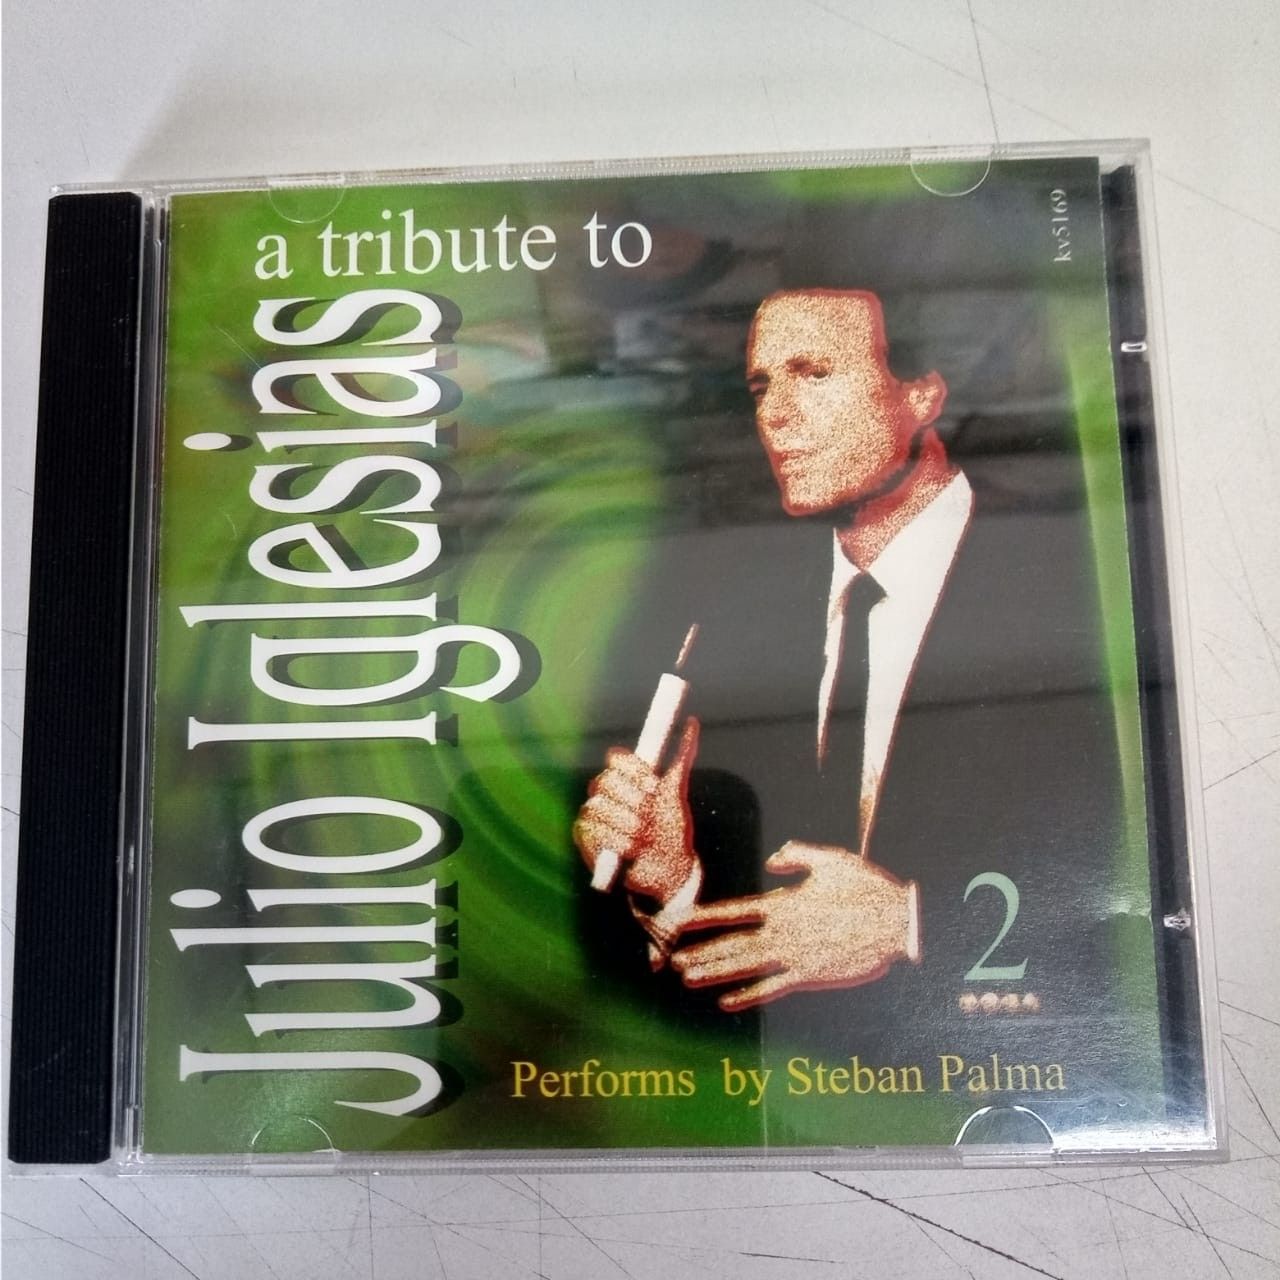 a tribute to
Julio Iglesias
kv5169
2
Performs by Steban Palma